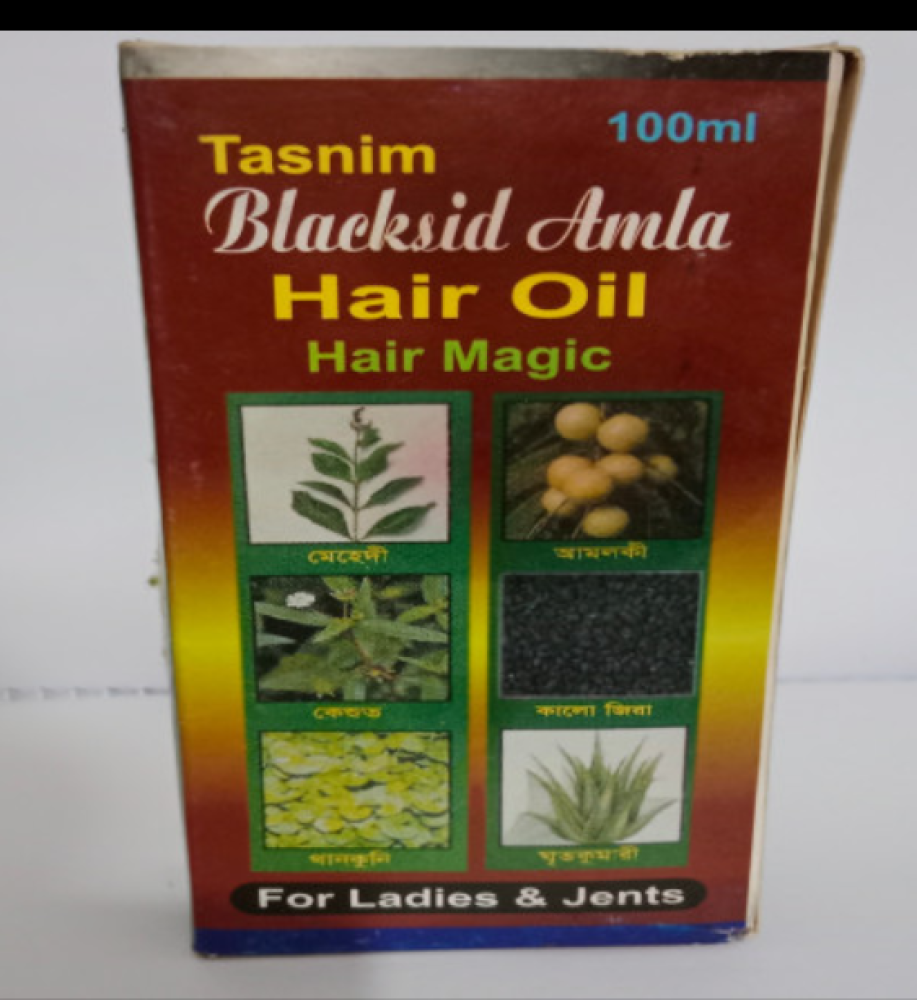 100ml
Tasnim
Blacksid Amla
Hair Oil
Hair Magic
মেহেদী
আমলকী
কেশুত
কালো জিরা
থানকুনি
ঘৃতকুমারী
For Ladies & Jents